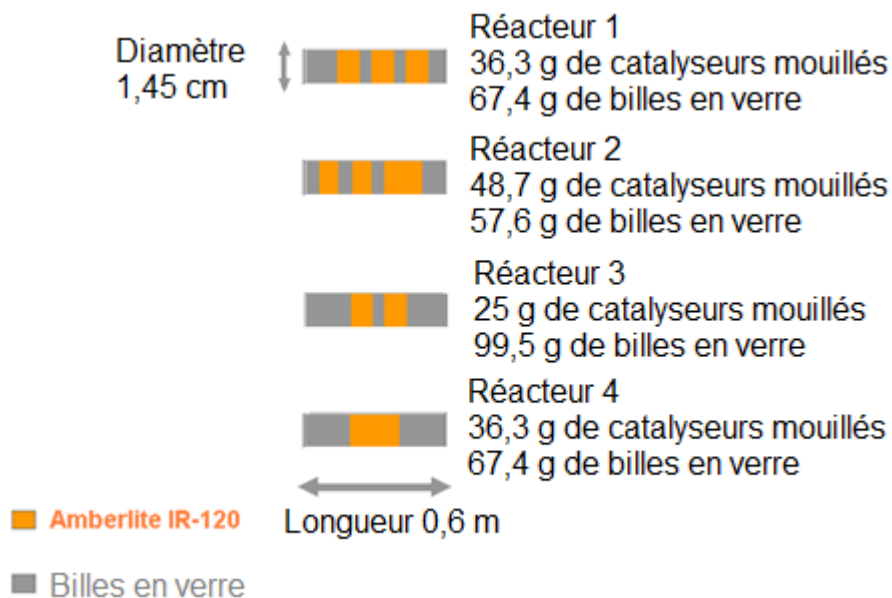 Diamètre
1,45 cm
Réacteur 1
36,3 g de catalyseurs mouillés
67,4 g de billes en verre
Réacteur 2
48,7 g de catalyseurs mouillés
57,6 g de billes en verre
Réacteur 3
25 g de catalyseurs mouillés
99,5 g de billes en verre
Réacteur 4
36,3 g de catalyseurs mouillés
67,4 g de billes en verre
Longueur 0,6 m
Amberlite IR-120
Billes en verre